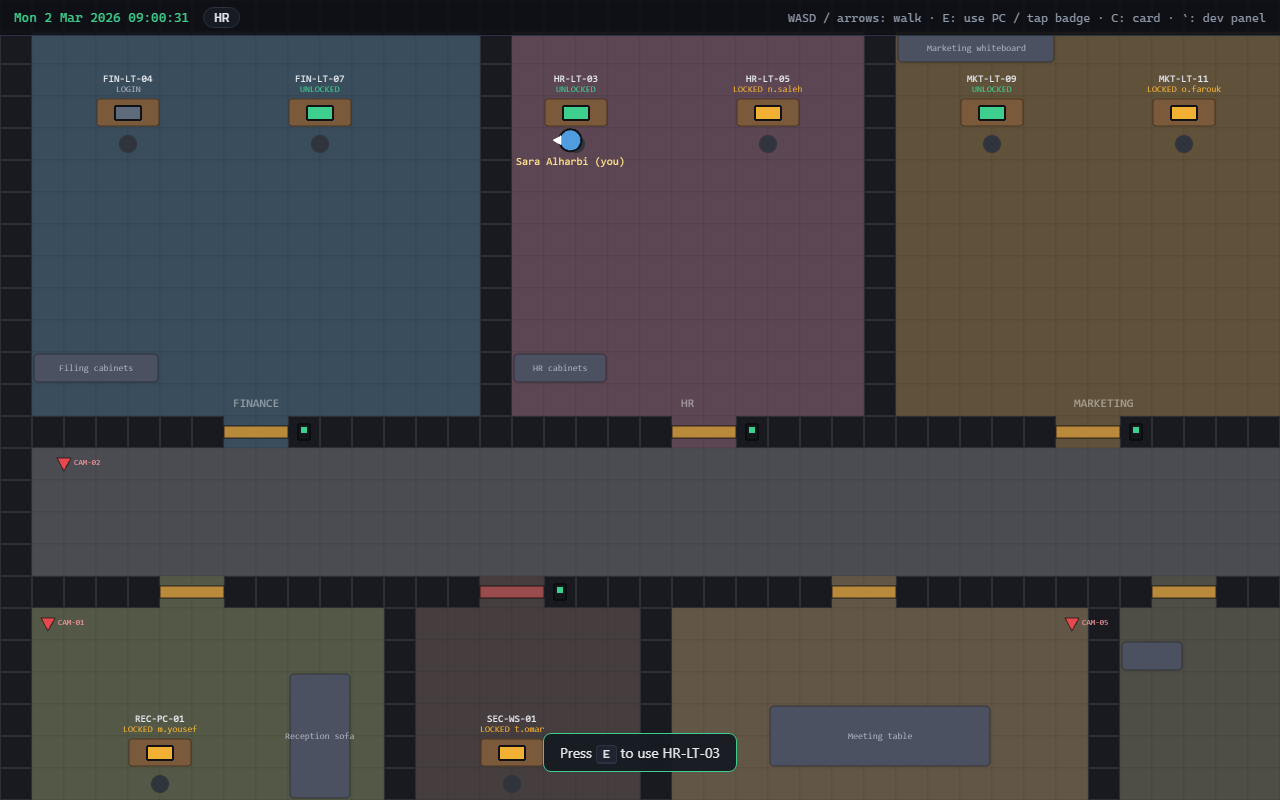 Mon 2 Mar 2026 09:00:31 HR WASD / arrows: walk · E: use PC / tap badge · C: card · `: dev panel
Marketing whiteboard
FIN-LT-04 FIN-LT-07 HR-LT-03 HR-LT-05 MKT-LT-09 MKT-LT-11
LOGIN UNLOCKED UNLOCKED LOCKED n.saleh UNLOCKED LOCKED o.farouk
Sara Alharbi (you)
Filing cabinets HR cabinets
FINANCE HR MARKETING
CAM-02
CAM-01 CAM-05
REC-PC-01 SEC-WS-01
LOCKED m.yousef LOCKED t.omar
Reception sofa Meeting table
Press E to use HR-LT-03